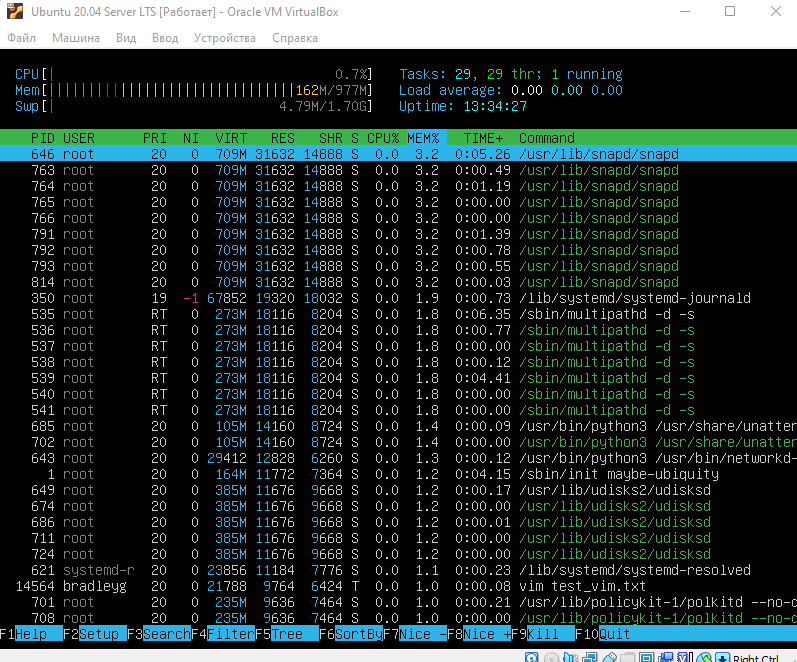 Ubuntu 20.04 Server LTS [Работает] - Oracle VM VirtualBox
Файл Машина Вид Ввод Устройства Справка
CPU[| 0.7%] Tasks: 29, 29 thr; 1 running
Mem[||||||||||||||||||||||||||||||||162M/977M] Load average: 0.00 0.00 0.00
Swp[| 4.79M/1.70G] Uptime: 13:34:27
PID USER PRI NI VIRT RES SHR S CPU% MEM% TIME+ Command
646 root 20 0 709M 31632 14888 S 0.0 3.2 0:05.26 /usr/lib/snapd/snapd
763 root 20 0 709M 31632 14888 S 0.0 3.2 0:00.49 /usr/lib/snapd/snapd
764 root 20 0 709M 31632 14888 S 0.0 3.2 0:01.19 /usr/lib/snapd/snapd
765 root 20 0 709M 31632 14888 S 0.0 3.2 0:00.00 /usr/lib/snapd/snapd
766 root 20 0 709M 31632 14888 S 0.0 3.2 0:00.00 /usr/lib/snapd/snapd
791 root 20 0 709M 31632 14888 S 0.0 3.2 0:01.39 /usr/lib/snapd/snapd
792 root 20 0 709M 31632 14888 S 0.0 3.2 0:00.78 /usr/lib/snapd/snapd
793 root 20 0 709M 31632 14888 S 0.0 3.2 0:00.55 /usr/lib/snapd/snapd
814 root 20 0 709M 31632 14888 S 0.0 3.2 0:00.03 /usr/lib/snapd/snapd
350 root 19 -1 67852 19320 18032 S 0.0 1.9 0:00.73 /lib/systemd/systemd-journald
535 root RT 0 273M 18116 8204 S 0.0 1.8 0:06.35 /sbin/multipathd -d -s
536 root RT 0 273M 18116 8204 S 0.0 1.8 0:00.77 /sbin/multipathd -d -s
537 root RT 0 273M 18116 8204 S 0.0 1.8 0:00.00 /sbin/multipathd -d -s
538 root RT 0 273M 18116 8204 S 0.0 1.8 0:00.12 /sbin/multipathd -d -s
539 root RT 0 273M 18116 8204 S 0.0 1.8 0:04.41 /sbin/multipathd -d -s
540 root RT 0 273M 18116 8204 S 0.0 1.8 0:00.00 /sbin/multipathd -d -s
541 root RT 0 273M 18116 8204 S 0.0 1.8 0:00.00 /sbin/multipathd -d -s
685 root 20 0 105M 14160 8724 S 0.0 1.4 0:00.09 /usr/bin/python3 /usr/share/unatten
702 root 20 0 105M 14160 8724 S 0.0 1.4 0:00.00 /usr/bin/python3 /usr/share/unatten
643 root 20 0 29412 12828 6260 S 0.0 1.3 0:00.12 /usr/bin/python3 /usr/bin/networkd-
1 root 20 0 164M 11772 7364 S 0.0 1.2 0:04.15 /sbin/init maybe-ubiquity
649 root 20 0 385M 11676 9668 S 0.0 1.2 0:00.17 /usr/lib/udisks2/udisksd
674 root 20 0 385M 11676 9668 S 0.0 1.2 0:00.00 /usr/lib/udisks2/udisksd
686 root 20 0 385M 11676 9668 S 0.0 1.2 0:00.01 /usr/lib/udisks2/udisksd
711 root 20 0 385M 11676 9668 S 0.0 1.2 0:00.00 /usr/lib/udisks2/udisksd
724 root 20 0 385M 11676 9668 S 0.0 1.2 0:00.00 /usr/lib/udisks2/udisksd
621 systemd-r 20 0 23856 11184 7776 S 0.0 1.1 0:00.23 /lib/systemd/systemd-resolved
14564 bradleyg 20 0 21788 9764 6424 T 0.0 1.0 0:00.08 vim test_vim.txt
701 root 20 0 235M 9636 7464 S 0.0 1.0 0:00.21 /usr/lib/policykit-1/polkitd --no-d
708 root 20 0 235M 9636 7464 S 0.0 1.0 0:00.00 /usr/lib/policykit-1/polkitd --no-d
F1Help F2Setup F3SearchF4FilterF5Tree F6SortByF7Nice -F8Nice +F9Kill F10Quit
Right Ctrl